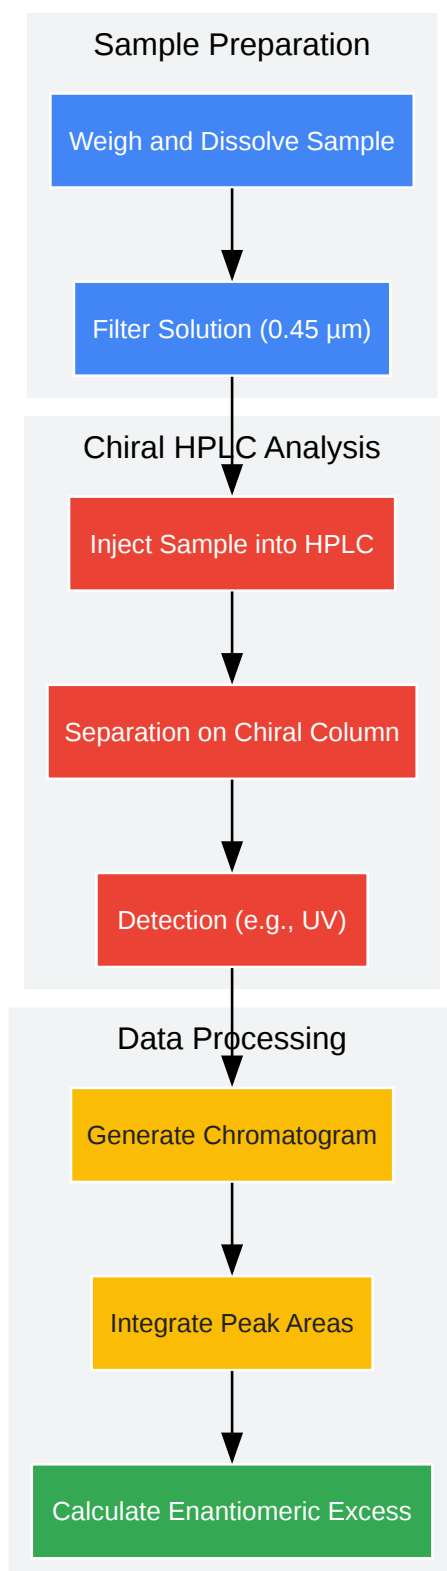 Sample Preparation
Weigh and Dissolve Sample
Filter Solution (0.45 µm)
Chiral HPLC Analysis
Inject Sample into HPLC
Separation on Chiral Column
Detection (e.g., UV)
Data Processing
Generate Chromatogram
Integrate Peak Areas
Calculate Enantiomeric Excess